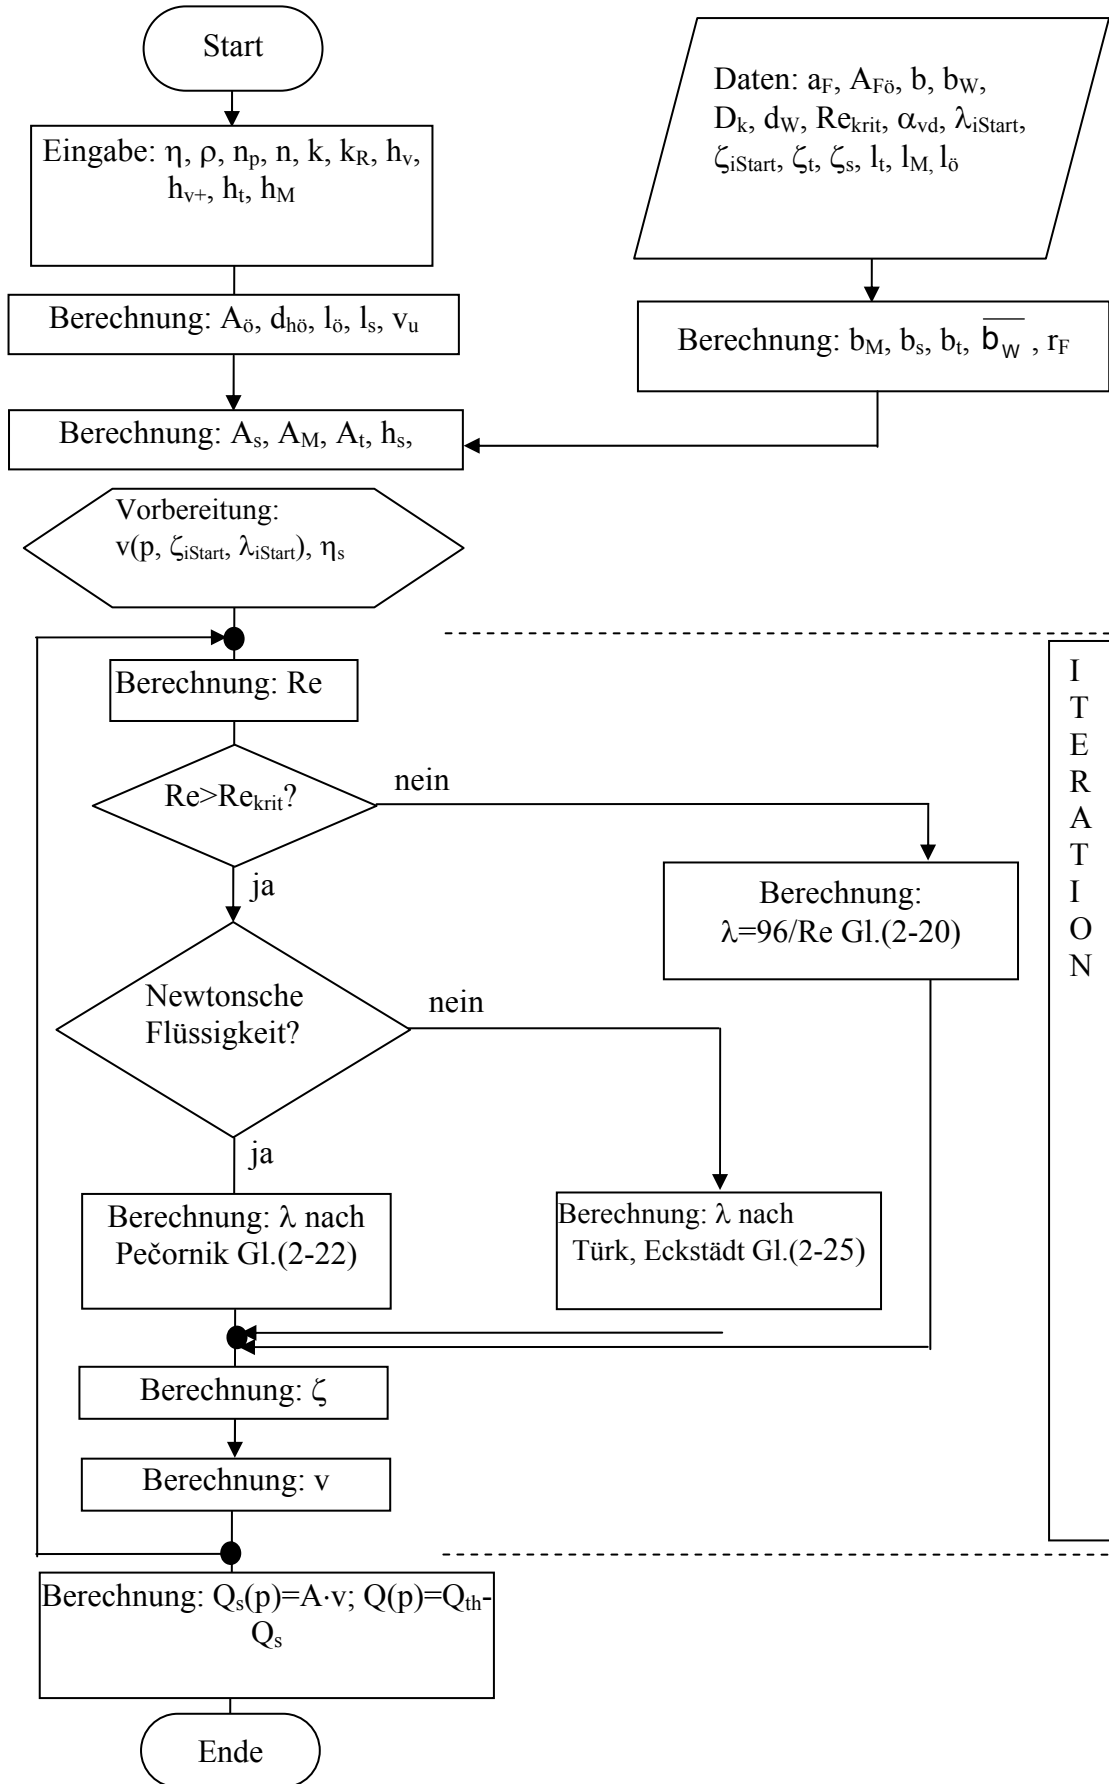 Start
Daten: a_F, A_Fö, b, b_W,
D_k, d_W, Re_krit, α_vd, λ_iStart,
ζ_iStart, ζ_t, ζ_s, l_t, l_M, l_ö
Eingabe: η, ρ, n_p, n, k, k_R, h_v,
h_v+, h_t, h_M
Berechnung: A_ö, d_hö, l_ö, l_s, v_u
Berechnung: b_M, b_s, b_t, b̅_W̅ , r_F
Berechnung: A_s, A_M, A_t, h_s,
Vorbereitung:
v(p, ζ_iStart, λ_iStart), η_s
Berechnung: Re
Re>Re_krit?
nein
ja
Berechnung:
λ=96/Re Gl.(2-20)
Newtonsche
Flüssigkeit?
nein
ja
Berechnung: λ nach
Pečornik Gl.(2-22)
Berechnung: λ nach
Türk, Eckstädt Gl.(2-25)
Berechnung: ζ
Berechnung: v
I
T
E
R
A
T
I
O
N
Berechnung: Q_s(p)=A·v; Q(p)=Q_th-
Q_s
Ende